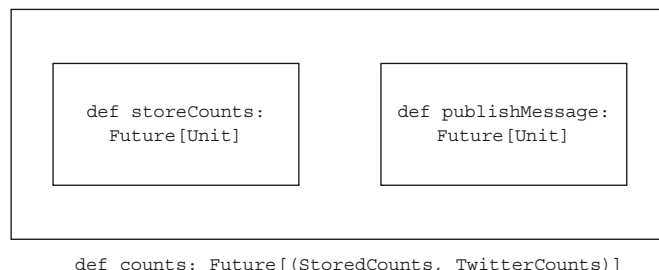 def storeCounts:
Future[Unit]
def publishMessage:
Future[Unit]
def counts: Future[(StoredCounts, TwitterCounts)]